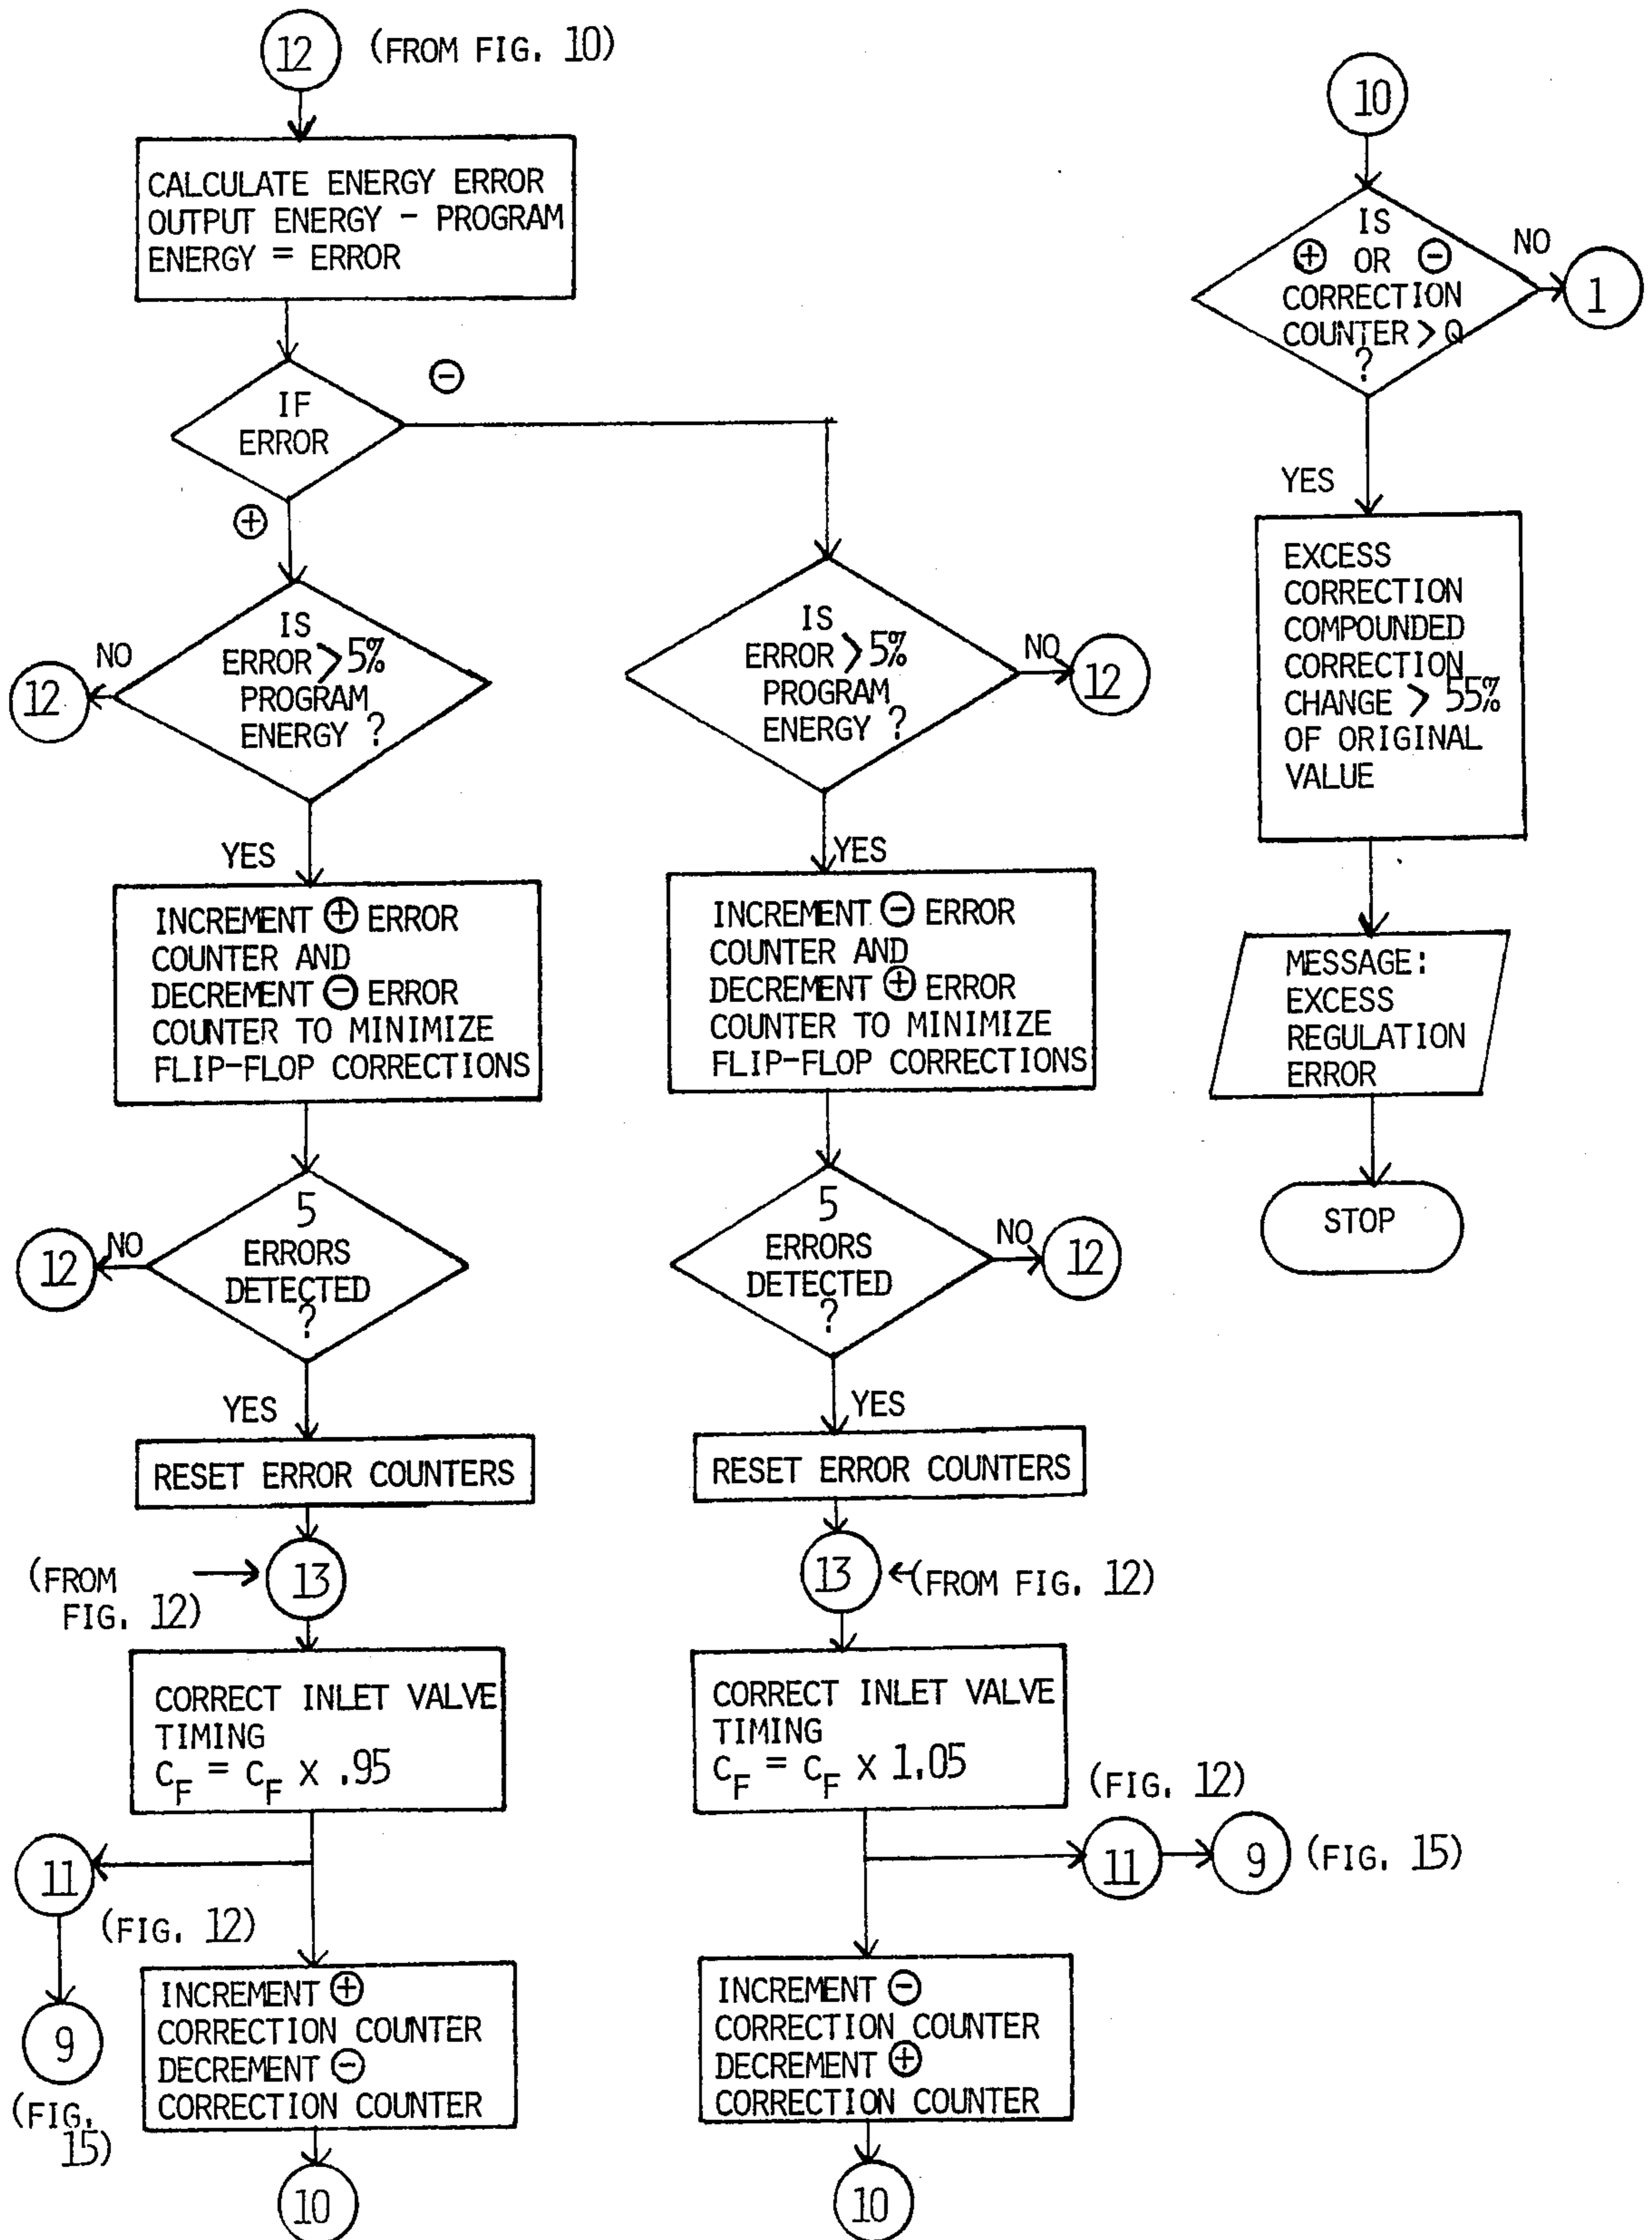 12 (FROM FIG. 10)
CALCULATE ENERGY ERROR
OUTPUT ENERGY - PROGRAM
ENERGY = ERROR
IF
ERROR
⊖
⊕
IS
ERROR > 5%
PROGRAM
ENERGY ?
NO
12
YES
INCREMENT ⊕ ERROR
COUNTER AND
DECREMENT ⊖ ERROR
COUNTER TO MINIMIZE
FLIP-FLOP CORRECTIONS
5
ERRORS
DETECTED
?
NO
12
YES
RESET ERROR COUNTERS
(FROM
FIG. 12)
13
CORRECT INLET VALVE
TIMING
C_F = C_F X .95
11
(FIG. 12)
9
(FIG.
15)
INCREMENT ⊕
CORRECTION COUNTER
DECREMENT ⊖
CORRECTION COUNTER
10
IS
ERROR > 5%
PROGRAM
ENERGY ?
NO
12
YES
INCREMENT ⊖ ERROR
COUNTER AND
DECREMENT ⊕ ERROR
COUNTER TO MINIMIZE
FLIP-FLOP CORRECTIONS
5
ERRORS
DETECTED
?
NO
12
YES
RESET ERROR COUNTERS
13 (FROM FIG. 12)
CORRECT INLET VALVE
TIMING
C_F = C_F X 1.05
(FIG. 12)
11
9 (FIG. 15)
INCREMENT ⊖
CORRECTION COUNTER
DECREMENT ⊕
CORRECTION COUNTER
10
10
IS
⊕ OR ⊖
CORRECTION
COUNTER > Q
?
NO
1
YES
EXCESS
CORRECTION
COMPOUNDED
CORRECTION
CHANGE > 55%
OF ORIGINAL
VALUE
MESSAGE:
EXCESS
REGULATION
ERROR
STOP